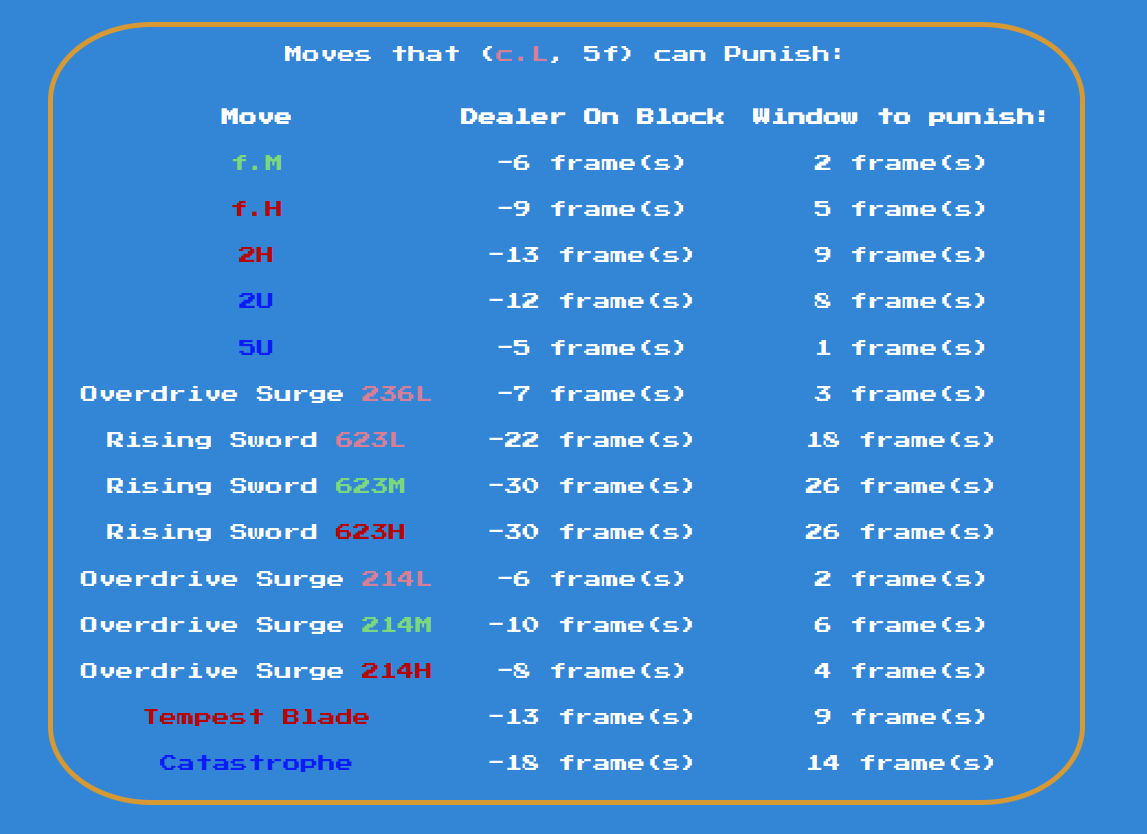 Moves that (c.L, 5f) can Punish:
Move Dealer On Block Window to punish:
f.M -6 frame(s) 2 frame(s)
f.H -9 frame(s) 5 frame(s)
2H -13 frame(s) 9 frame(s)
2U -12 frame(s) 8 frame(s)
5U -5 frame(s) 1 frame(s)
Overdrive Surge 236L -7 frame(s) 3 frame(s)
Rising Sword 623L -22 frame(s) 18 frame(s)
Rising Sword 623M -30 frame(s) 26 frame(s)
Rising Sword 623H -30 frame(s) 26 frame(s)
Overdrive Surge 214L -6 frame(s) 2 frame(s)
Overdrive Surge 214M -10 frame(s) 6 frame(s)
Overdrive Surge 214H -8 frame(s) 4 frame(s)
Tempest Blade -13 frame(s) 9 frame(s)
Catastrophe -18 frame(s) 14 frame(s)